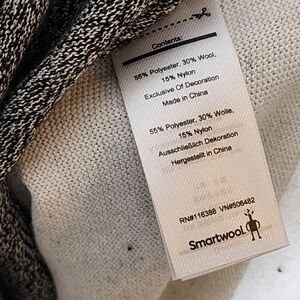 Contents:
55% Polyester, 30% Wool,
15% Nylon
Exclusive Of Decoration
Made in China
55% Polyester, 30% Wolle,
15% Nylon
Ausschließlich Dekoration
Hergestellt in China
RN#116388 VN#506482
Smartwool